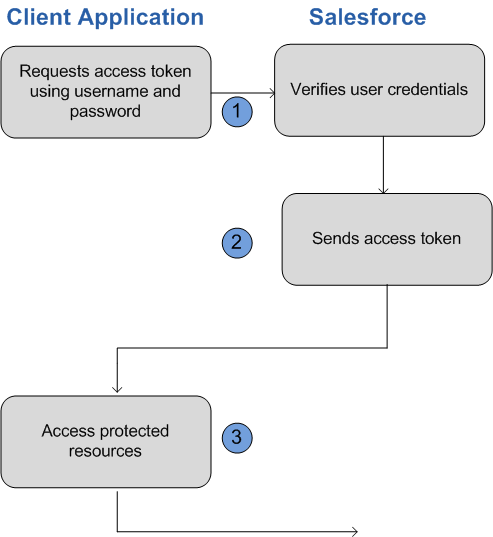 Client Application
Salesforce
Requests access token
using username and
password
1
Verifies user credentials
2
Sends access token
Access protected
resources
3